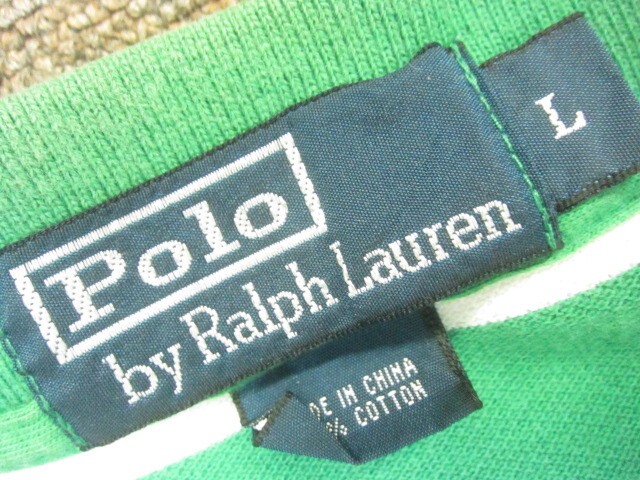 Polo
by Ralph Lauren
L
DE IN CHINA
% COTTON